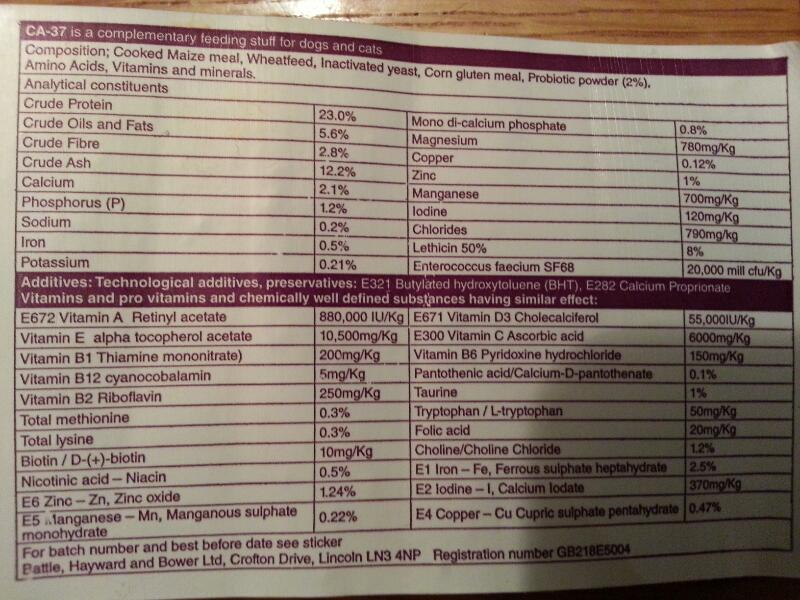 CA-37 is a complementary feeding stuff for dogs and cats
Composition; Cooked Maize meal, Wheatfeed, Inactivated yeast, Corn gluten meal, Probiotic powder (2%).
Amino Acids, Vitamins and minerals.
Analytical constituents
Crude Protein 23.0% Mono di-calcium phosphate 0.8%
Crude Oils and Fats 5.6% Magnesium 780mg/Kg
Crude Fibre 2.8% Copper 0.12%
Crude Ash 12.2% Zinc 1%
Calcium 2.1% Manganese 700mg/Kg
Phosphorus (P) 1.2% Iodine 120mg/Kg
Sodium 0.2% Chlorides 790mg/kg
Iron 0.5% Lethicin 50% 8%
Potassium 0.21% Enterococcus faecium SF68 20,000 mill cfu/Kg
Additives: Technological additives, preservatives: E321 Butylated hydroxytoluene (BHT), E282 Calcium Proprionate
Vitamins and pro vitamins and chemically well defined substances having similar effect:
E672 Vitamin A Retinyl acetate 880,000 IU/Kg E671 Vitamin D3 Cholecalciferol 55,000IU/Kg
Vitamin E alpha tocopherol acetate 10,500mg/Kg E300 Vitamin C Ascorbic acid 6000mg/Kg
Vitamin B1 Thiamine mononitrate) 200mg/Kg Vitamin B6 Pyridoxine hydrochloride 150mg/Kg
Vitamin B12 cyanocobalamin 5mg/Kg Pantothenic acid/Calcium-D-pantothenate 0.1%
Vitamin B2 Riboflavin 250mg/Kg Taurine 1%
Total methionine 0.3% Tryptophan / L-tryptophan 50mg/Kg
Total lysine 0.3% Folic acid 20mg/Kg
Biotin / D-(+)-biotin 10mg/Kg Choline/Choline Chloride 1.2%
Nicotinic acid – Niacin 0.5% E1 Iron – Fe, Ferrous sulphate heptahydrate 2.5%
E6 Zinc – Zn, Zinc oxide 1.24% E2 Iodine – I, Calcium Iodate 370mg/Kg
E5 Manganese – Mn, Manganous sulphate 0.22% E4 Copper – Cu Cupric sulphate pentahydrate 0.47%
monohydrate
For batch number and best before date see sticker
Battle, Hayward and Bower Ltd, Crofton Drive, Lincoln LN3 4NP Registration number GB218E5004